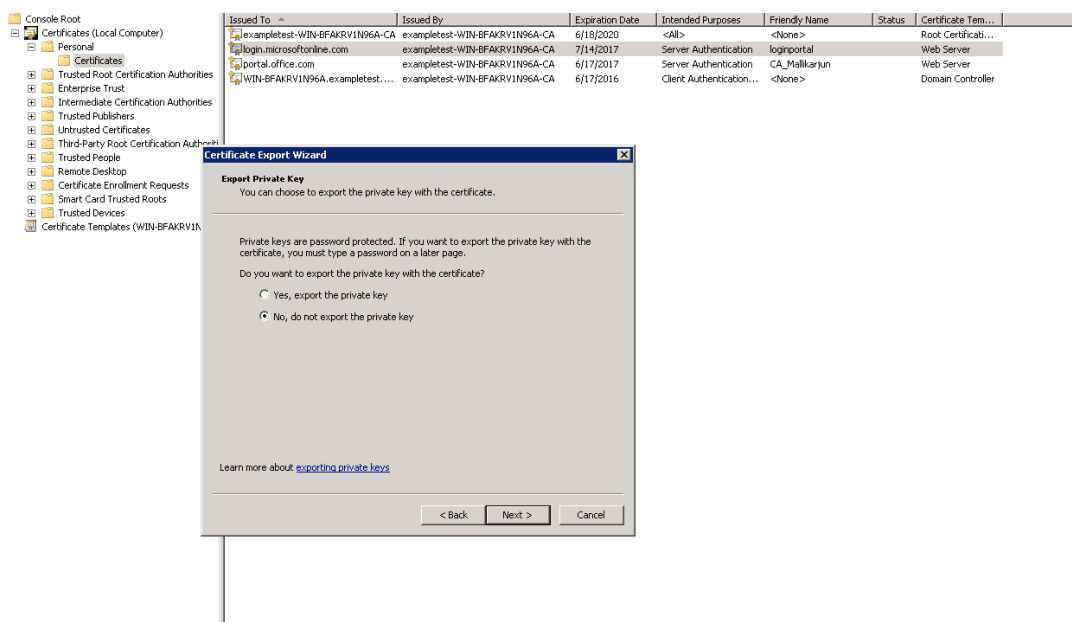 Console Root
Certificates (Local Computer)
Personal
Certificates
Trusted Root Certification Authorities
Enterprise Trust
Intermediate Certification Authorities
Trusted Publishers
Untrusted Certificates
Third-Party Root Certification Authoriti
Trusted People
Remote Desktop
Certificate Enrollment Requests
Smart Card Trusted Roots
Trusted Devices
Certificate Templates (WIN-BFAKRV1N
Issued To Issued By Expiration Date Intended Purposes Friendly Name Status Certificate Tem...
exampletest-WIN-BFAKRV1N96A-CA exampletest-WIN-BFAKRV1N96A-CA 6/18/2020 <All> <None> Root Certificati...
login.microsoftonline.com exampletest-WIN-BFAKRV1N96A-CA 7/14/2017 Server Authentication loginportal Web Server
portal.office.com exampletest-WIN-BFAKRV1N96A-CA 6/17/2017 Server Authentication CA_Mallikarjun Web Server
WIN-BFAKRV1N96A.exampletest.... exampletest-WIN-BFAKRV1N96A-CA 6/17/2016 Client Authentication... <None> Domain Controller
Certificate Export Wizard
Export Private Key
You can choose to export the private key with the certificate.
Private keys are password protected. If you want to export the private key with the
certificate, you must type a password on a later page.
Do you want to export the private key with the certificate?
Yes, export the private key
No, do not export the private key
Learn more about exporting private keys
< Back Next > Cancel